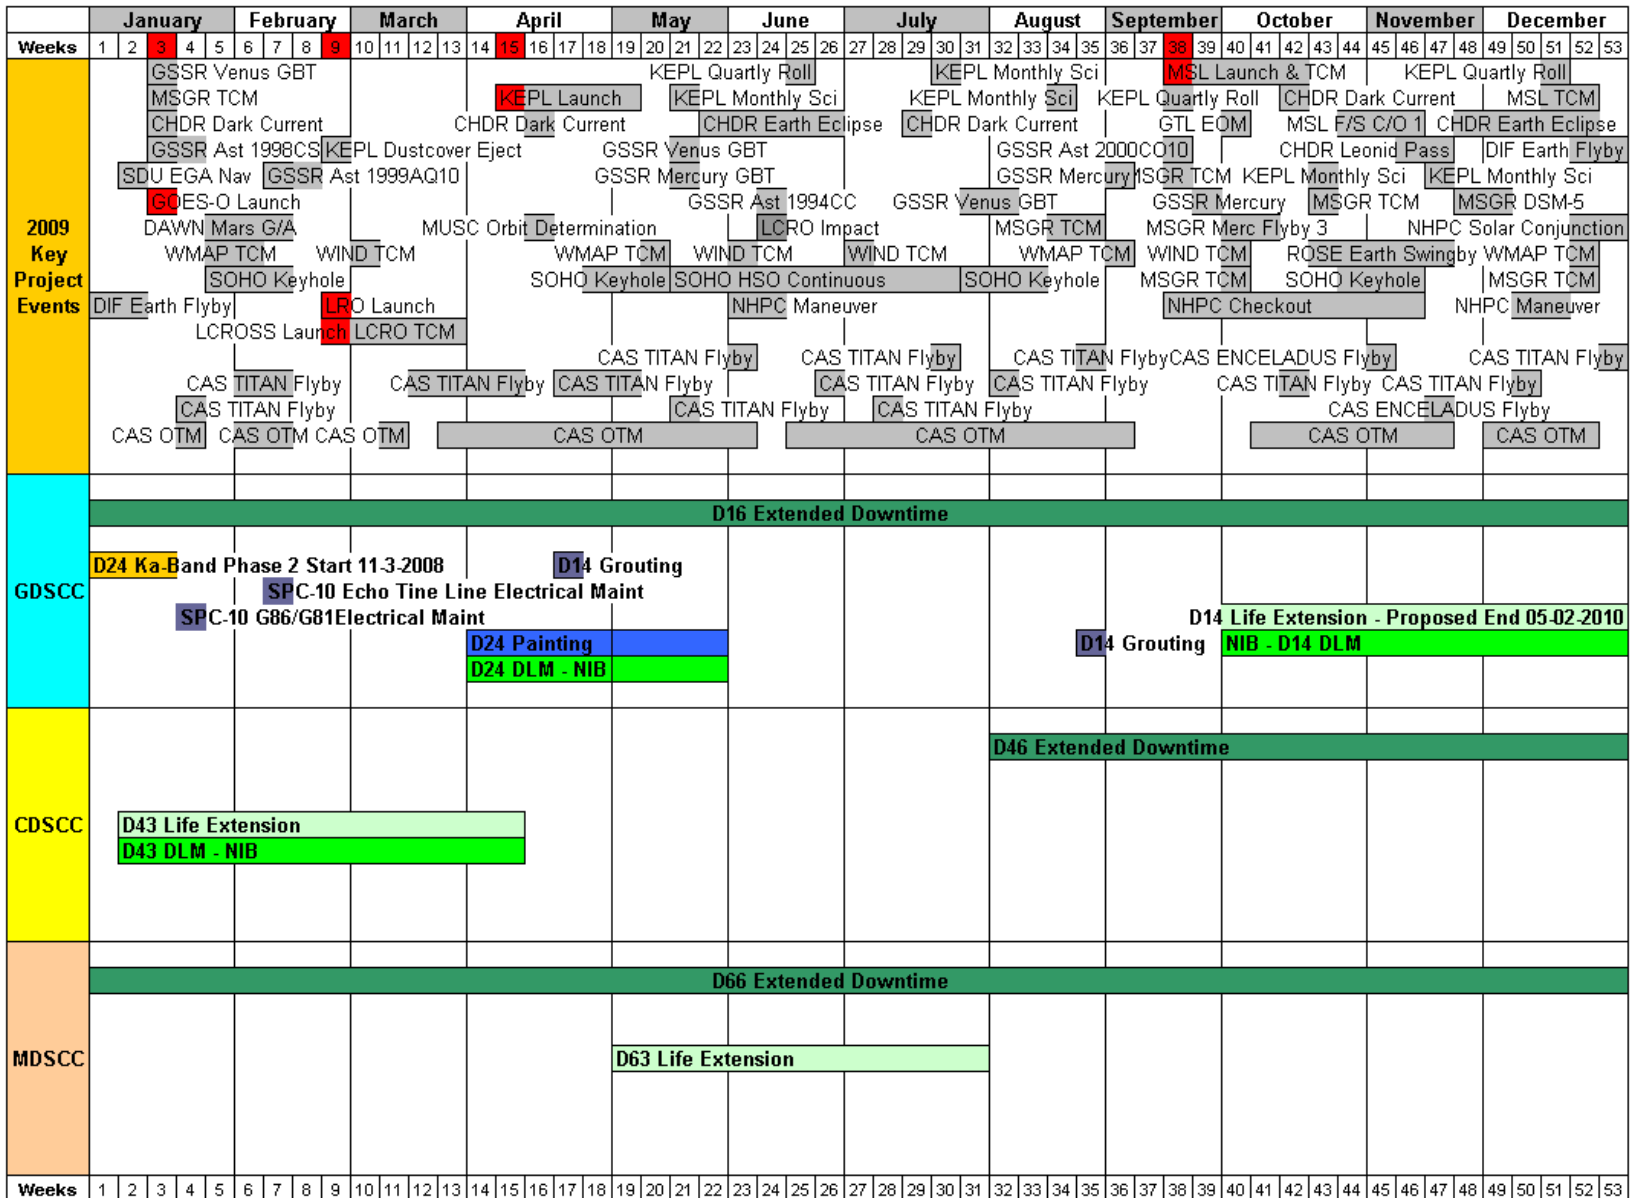 January February March April May June July August September October November December
Weeks 1 2 3 4 5 6 7 8 9 10 11 12 13 14 15 16 17 18 19 20 21 22 23 24 25 26 27 28 29 30 31 32 33 34 35 36 37 38 39 40 41 42 43 44 45 46 47 48 49 50 51 52 53
2009
Key
Project
Events
GSSR Venus GBT KEPL Quartly Roll KEPL Monthly Sci MSL Launch & TCM KEPL Quartly Roll
MSGR TCM KEPL Launch KEPL Monthly Sci KEPL Monthly Sci KEPL Quartly Roll CHDR Dark Current MSL TCM
CHDR Dark Current CHDR Dark Current CHDR Earth Eclipse CHDR Dark Current GTL EOM MSL F/S C/O 1 CHDR Earth Eclipse
GSSR Ast 1998CS KEPL Dustcover Eject GSSR Venus GBT GSSR Ast 2000CO10 CHDR Leonid Pass DIF Earth Flyby
SDU EGA Nav GSSR Ast 1999AQ10 GSSR Mercury GBT GSSR Mercury MSGR TCM KEPL Monthly Sci KEPL Monthly Sci
GOES-O Launch GSSR Ast 1994CC GSSR Venus GBT GSSR Mercury MSGR TCM MSGR DSM-5
DAWN Mars G/A MUSC Orbit Determination LCRO Impact MSGR TCM MSGR Merc Flyby 3 NHPC Solar Conjunction
WMAP TCM WIND TCM WMAP TCM WIND TCM WIND TCM WMAP TCM WIND TCM ROSE Earth Swingby WMAP TCM
SOHO Keyhole SOHO Keyhole SOHO HSO Continuous SOHO Keyhole MSGR TCM SOHO Keyhole MSGR TCM
DIF Earth Flyby LRO Launch NHPC Maneuver NHPC Checkout NHPC Maneuver
LCROSS Launch LCRO TCM
CAS TITAN Flyby CAS TITAN Flyby CAS TITAN Flyby CAS ENCELADUS Flyby CAS TITAN Flyby
CAS TITAN Flyby CAS TITAN Flyby CAS TITAN Flyby CAS TITAN Flyby CAS TITAN Flyby CAS TITAN Flyby CAS TITAN Flyby
CAS TITAN Flyby CAS TITAN Flyby CAS TITAN Flyby CAS ENCELADUS Flyby
CAS OTM CAS OTM CAS OTM CAS OTM CAS OTM CAS OTM CAS OTM
GDSCC
D16 Extended Downtime
D24 Ka-Band Phase 2 Start 11-3-2008 D14 Grouting
SPC-10 Echo Tine Line Electrical Maint
SPC-10 G86/G81Electrical Maint D14 Life Extension - Proposed End 05-02-2010
D24 Painting D14 Grouting NIB - D14 DLM
D24 DLM - NIB
CDSCC
D46 Extended Downtime
D43 Life Extension
D43 DLM - NIB
MDSCC
D66 Extended Downtime
D63 Life Extension
Weeks 1 2 3 4 5 6 7 8 9 10 11 12 13 14 15 16 17 18 19 20 21 22 23 24 25 26 27 28 29 30 31 32 33 34 35 36 37 38 39 40 41 42 43 44 45 46 47 48 49 50 51 52 53